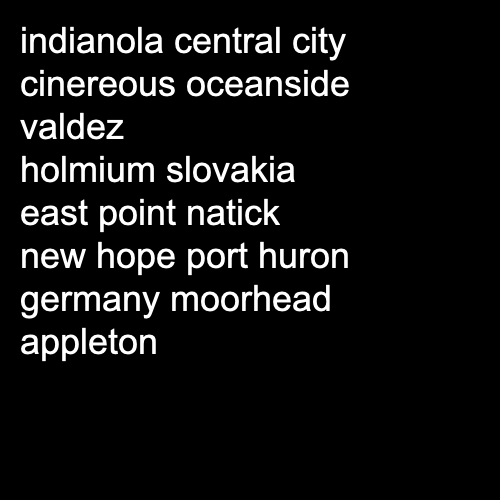 indianola central city
cinereous oceanside
valdez
holmium slovakia
east point natick
new hope port huron
germany moorhead
appleton